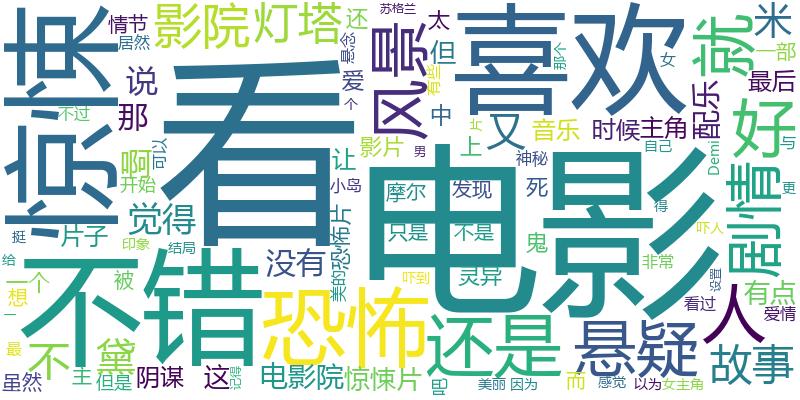 惊悚
情节
居然
影院
灯塔
还
悬念
苏格兰
太
喜欢
就
米
一部
最后
不过
说
那
看
爱
个
风景
但
有些
中
那个
女
又
音乐
时候
主角
配乐
好
与
啊
可以
影片
上
片
神秘
自己
Demi
更
开始
觉得
让
小岛
男
电影
摩尔
发现
死
得
剧情
挺
片子
印象
结局
没有
美的
恐怖片
只是
不是
鬼
吓人
给
一个
想
被
不错
吓到
灵异
非常
设置
有点
一
最
不
黛
恐怖
还是
悬疑
看过
人
爱情
虽然
主
但是
阴谋
这
记得
电影院
惊悚片
吧
美丽
因为
而
感觉
以为
女主角
故事